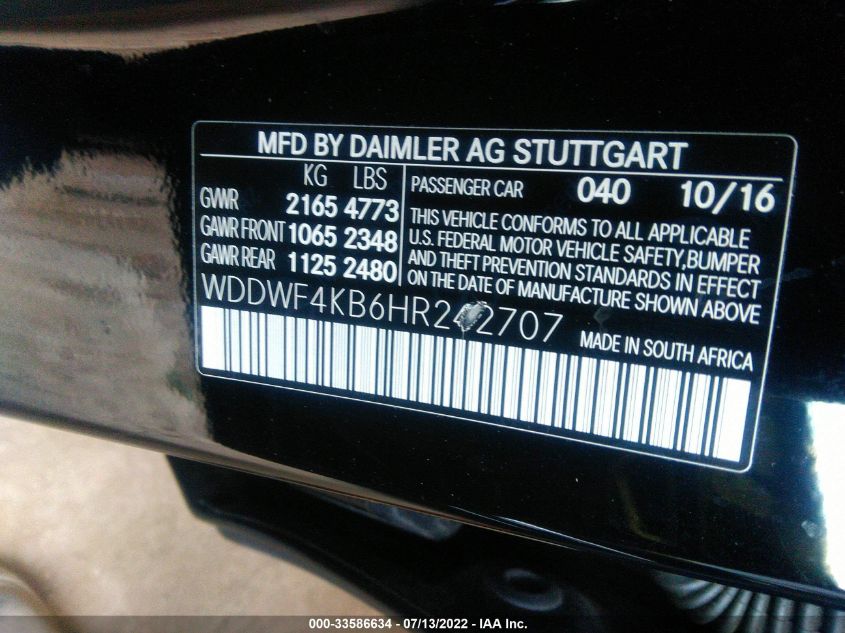 MFD BY DAIMLER AG STUTTGART
KG LBS
GVWR 2165 4773
GAWR FRONT 1065 2348
GAWR REAR 1125 2480
PASSENGER CAR 040 10/16
THIS VEHICLE CONFORMS TO ALL APPLICABLE
U.S. FEDERAL MOTOR VEHICLE SAFETY,BUMPER
AND THEFT PREVENTION STANDARDS IN EFFECT
ON THE DATE OF MANUFACTURE SHOWN ABOVE
WDDWF4KB6HR242707
MADE IN SOUTH AFRICA
000-33586634 - 07/13/2022 - IAA Inc.